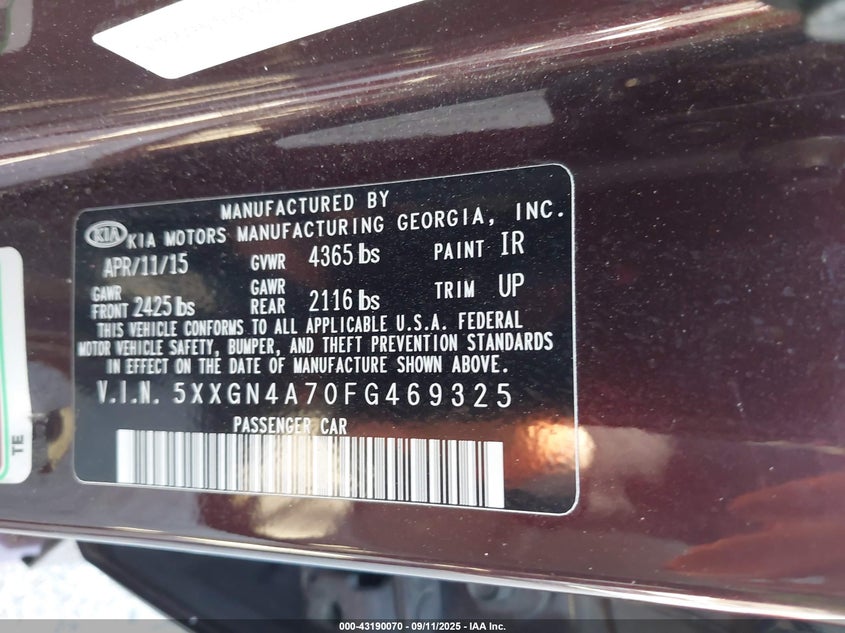 MANUFACTURED BY
KIA KIA MOTORS MANUFACTURING GEORGIA, INC.
APR/11/15 GVWR 4365 lbs PAINT IR
GAWR FRONT 2425 lbs GAWR REAR 2116 lbs TRIM UP
THIS VEHICLE CONFORMS TO ALL APPLICABLE U.S.A. FEDERAL
MOTOR VEHICLE SAFETY, BUMPER, AND THEFT PREVENTION STANDARDS
IN EFFECT ON THE DATE OF MANUFACTURE SHOWN ABOVE.
V.I.N. 5XXGN4A70FG469325
PASSENGER CAR
TE
000-43190070 - 09/11/2025 - IAA Inc.